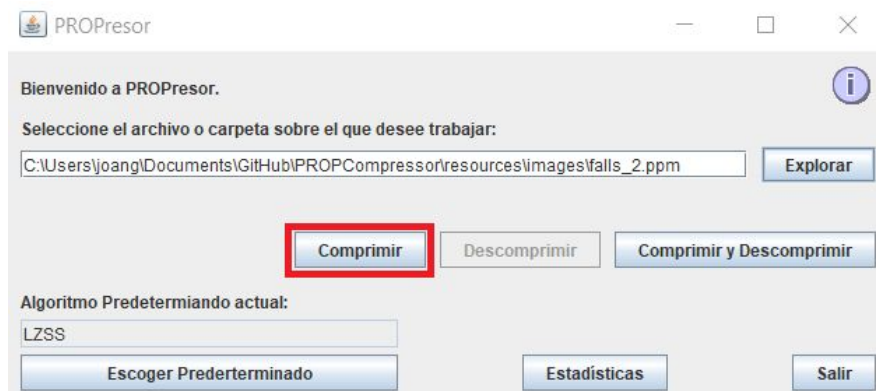 PROPresor
Bienvenido a PROPresor.
i
Seleccione el archivo o carpeta sobre el que desee trabajar:
C:\Users\joang\Documents\GitHub\PROPCompressor\resources\images\falls_2.ppm Explorar
Comprimir Descomprimir Comprimir y Descomprimir
Algoritmo Predetermiando actual:
LZSS
Escoger Prederterminado Estadísticas Salir